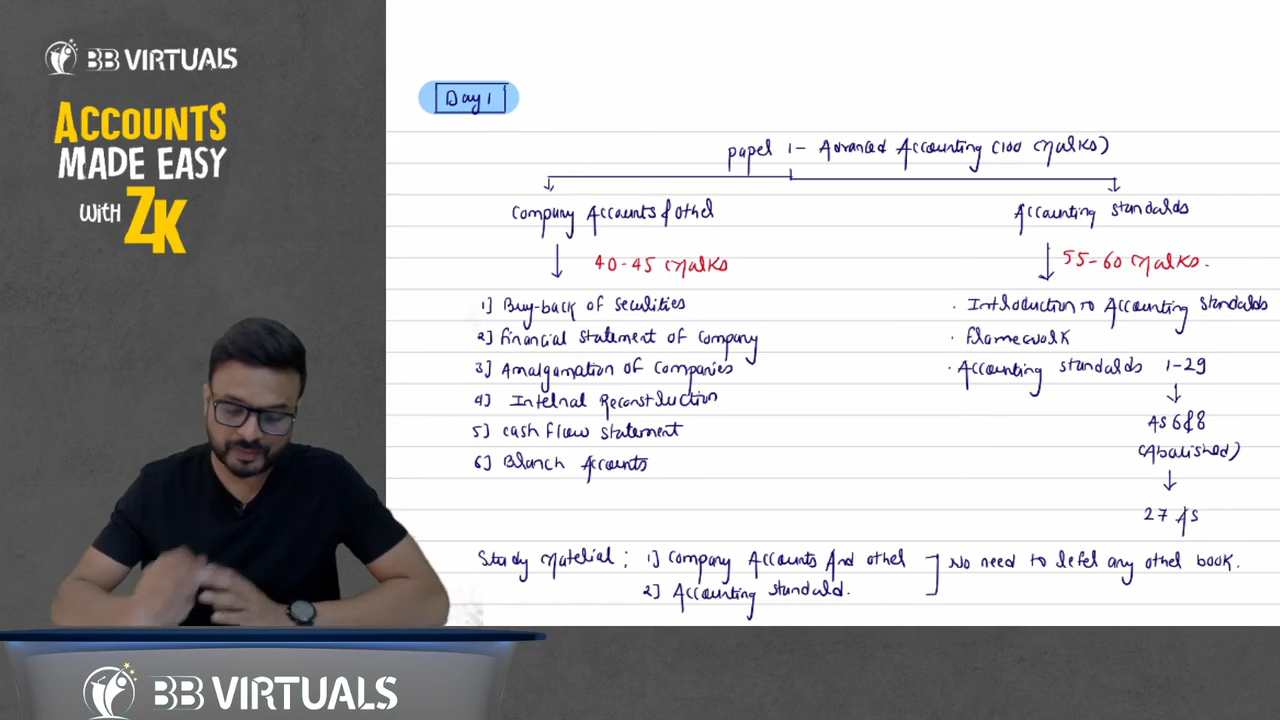 BB VIRTUALS
ACCOUNTS
MADE EASY
WITH ZK
Day 1
Paper 1 - Advanced Accounting (100 Marks)
Company Accounts & other
Accounting standards
40-45 Marks
55-60 Marks.
1] Buy-back of securities
2] financial statement of company
3] Amalgamation of Companies
4] Internal Reconstruction
5] cash flow statement
6] Branch Accounts
· Introduction to Accounting standards
· framework
· Accounting standards 1-29
AS 6 & 8
(Abolished)
27 AS
Study Material : 1] Company Accounts And other
2] Accounting standard.
No need to refer any other book.
BB VIRTUALS